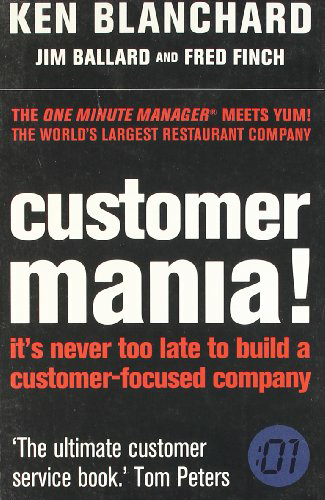 KEN BLANCHARD
JIM BALLARD AND FRED FINCH
THE ONE MINUTE MANAGER® MEETS YUM!
THE WORLD'S LARGEST RESTAURANT COMPANY
customer
mania!
it's never too late to build a
customer-focused company
'The ultimate customer
service book.' Tom Peters
:01